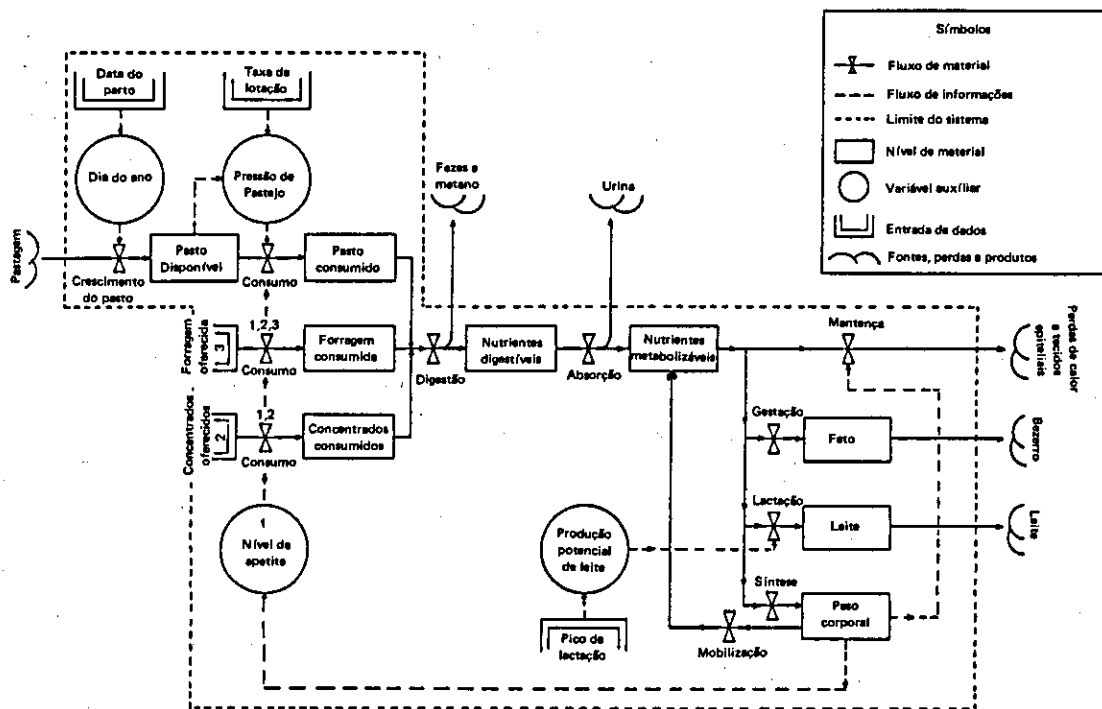 Símbolos
Fluxo de material
Fluxo de informações
Limite do sistema
Nível de material
Variável auxíliar
Entrada de dados
Fontes, perdas e produtos
Data do
parto
Taxa de
lotação
Dia do ano
Pressão de
Pastejo
Fezes e
metano
Urina
Pastagem
Crescimento
do pasto
Pasto
Disponível
Consumo
Pasto
consumido
Forragem
oferecida
3
1,2,3
Consumo
Forragem
consumida
Digestão
Nutrientes
digestíveis
Absorção
Nutrientes
metabolizáveis
Mantença
Perdas de calor
e tecidos
epiteliais
Concentrados
oferecidos
2
1,2
Consumo
Concentrados
consumidos
Gestação
Feto
Bezerro
1
Nível de
apetite
Produção
potencial
de leite
Lactação
Leite
Leite
Síntese
Peso
corporal
Pico de
lactação
Mobilização